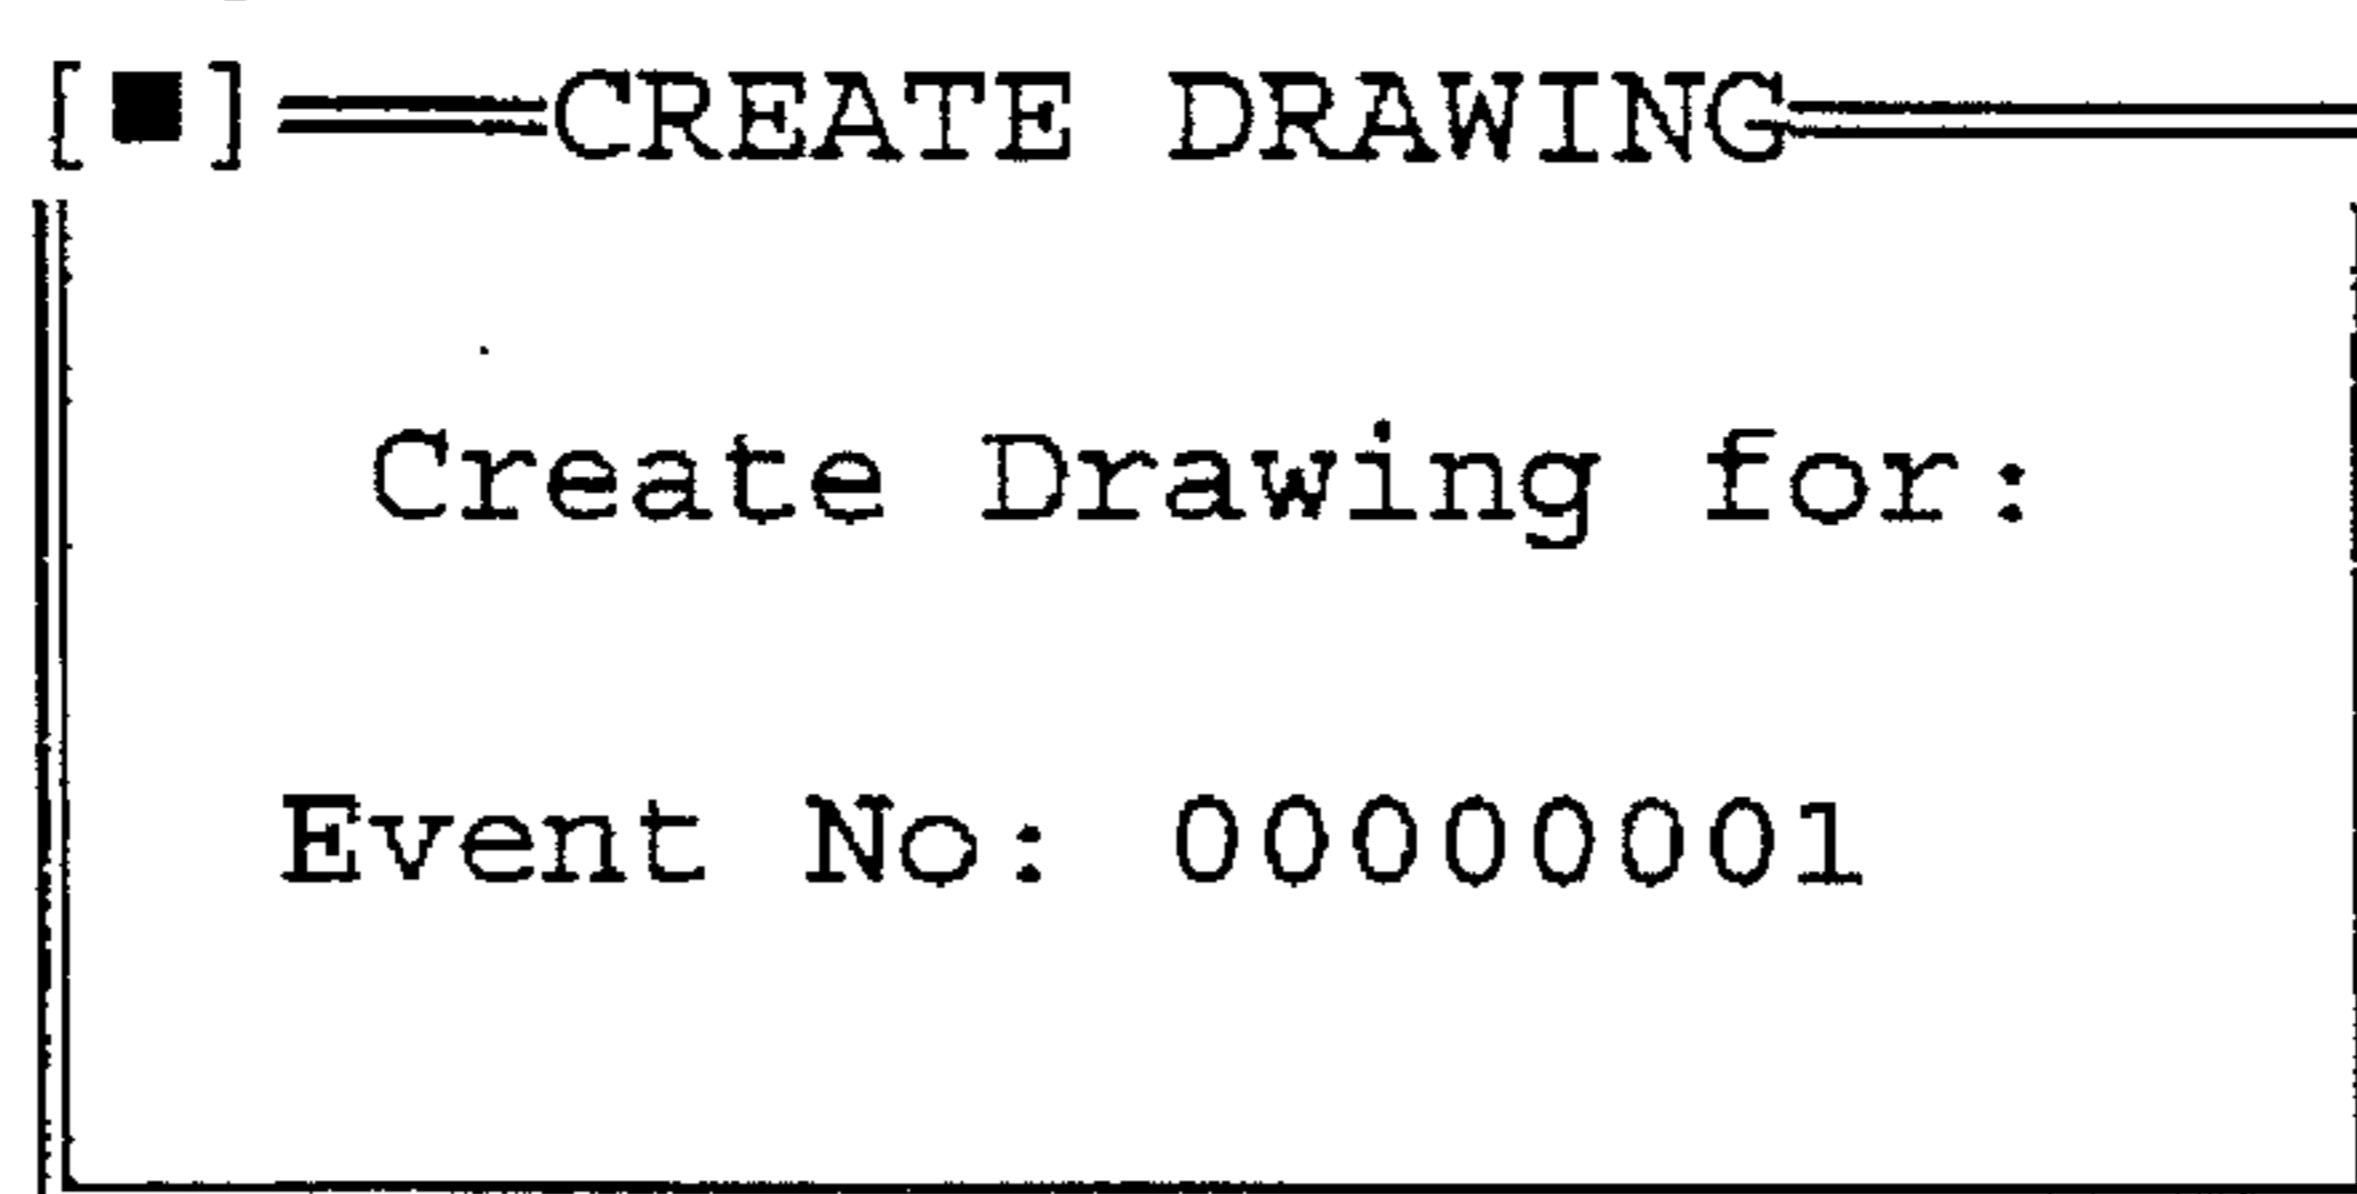 [■]══CREATE DRAWING══
Create Drawing for:
Event No: 00000001